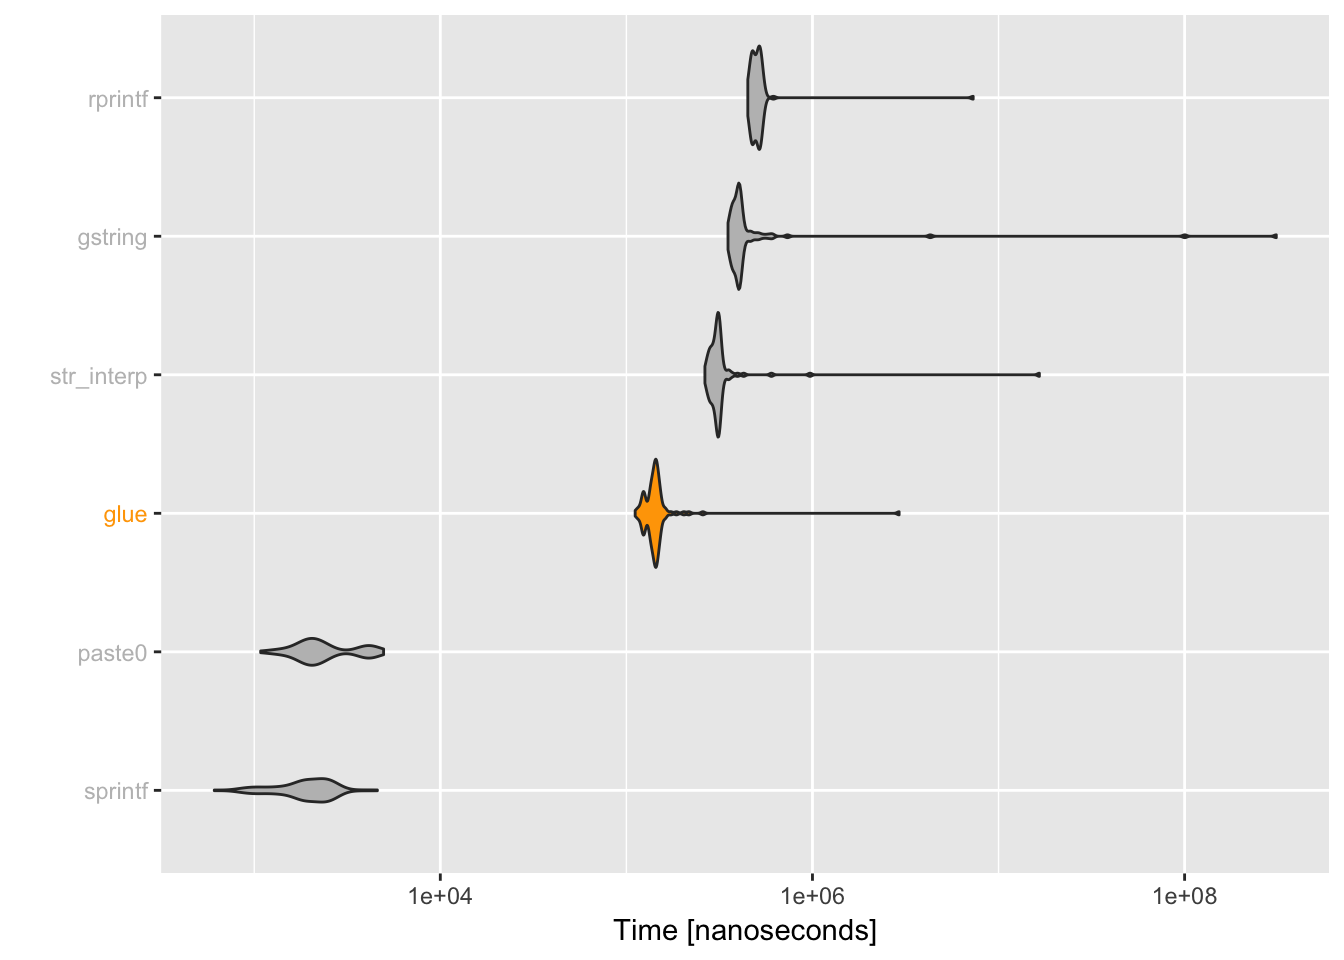 rprintf
gstring
str_interp
glue
paste0
sprintf
1e+04 1e+06 1e+08
Time [nanoseconds]